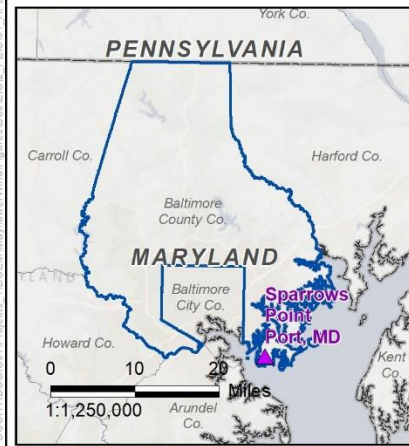 York Co.
PENNSYLVANIA
Carroll Co.
Harford Co.
Baltimore
County Co.
MARYLAND
Baltimore
City Co.
Sparrows
Point
Port, MD
Howard Co.
Kent
Co.
0 10 20
Miles
1:1,250,000
Arundel
Co.